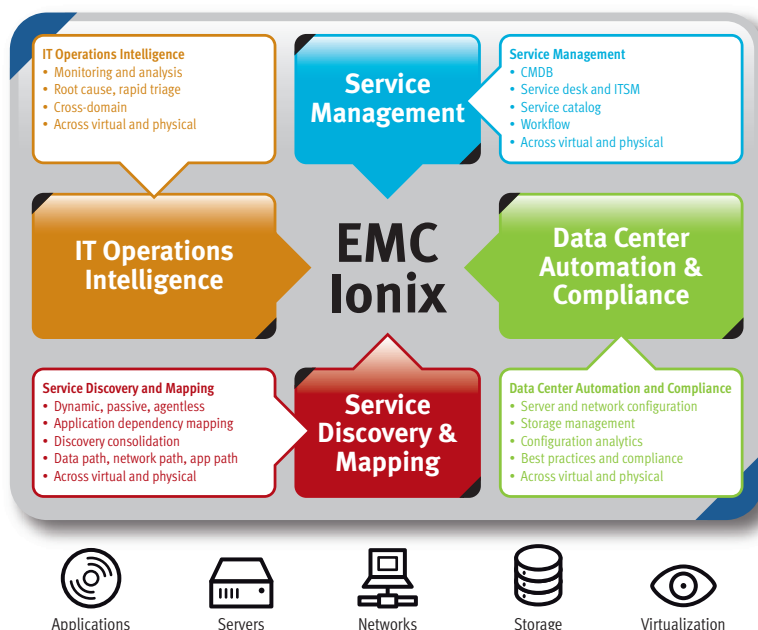 IT Operations Intelligence
• Monitoring and analysis
• Root cause, rapid triage
• Cross-domain
• Across virtual and physical
Service
Management
Service Management
• CMDB
• Service desk and ITSM
• Service catalog
• Workflow
• Across virtual and physical
IT Operations
Intelligence
EMC
Ionix
Data Center
Automation &
Compliance
Service Discovery and Mapping
• Dynamic, passive, agentless
• Application dependency mapping
• Discovery consolidation
• Data path, network path, app path
• Across virtual and physical
Service
Discovery &
Mapping
Data Center Automation and Compliance
• Server and network configuration
• Storage management
• Configuration analytics
• Best practices and compliance
• Across virtual and physical
Applications
Servers
Networks
Storage
Virtualization